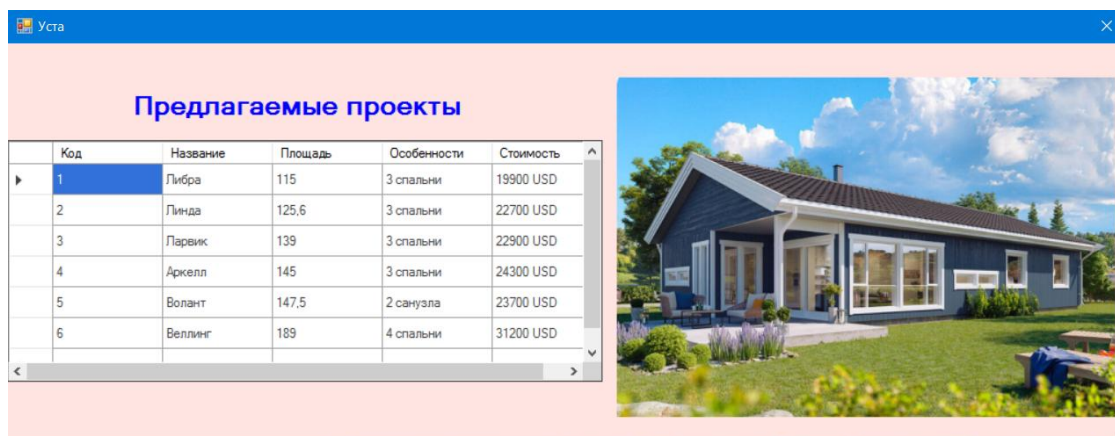 Уста
Предлагаемые проекты
Код Название Площадь Особенности Стоимость
1 Либра 115 3 спальни 19900 USD
2 Линда 125,6 3 спальни 22700 USD
3 Ларвик 139 3 спальни 22900 USD
4 Аркелл 145 3 спальни 24300 USD
5 Волант 147,5 2 санузла 23700 USD
6 Веллинг 189 4 спальни 31200 USD